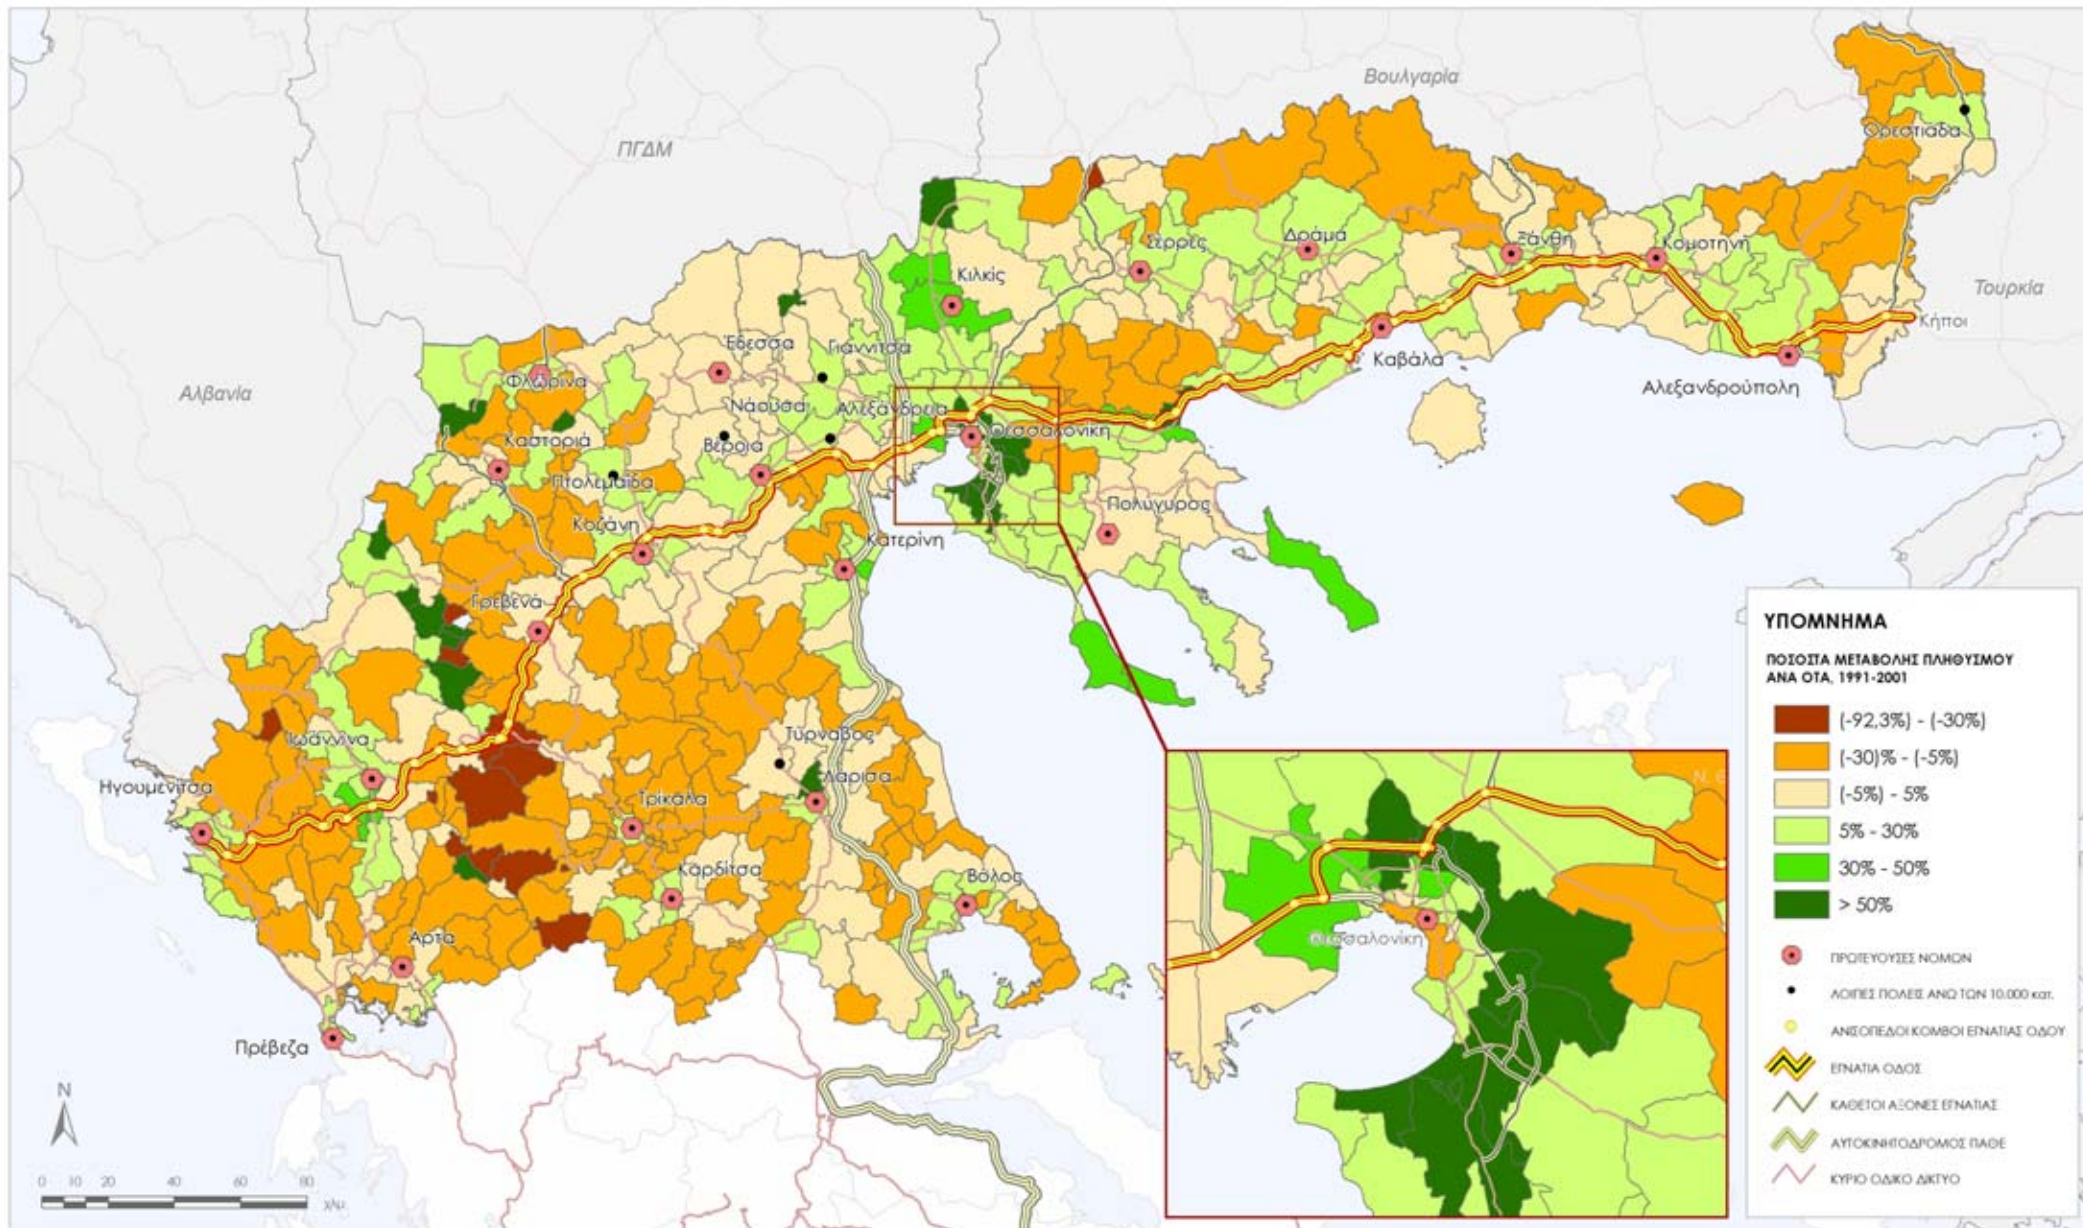 Βουλγαρία
ΠΓΔΜ
Ορεστιάδα
Σέρρες
Δράμα
Ξάνθη
Κομοτηνή
Κιλκίς
Τουρκία
Κήποι
Έδεσσα
Γιαννιτσά
Καβάλα
Φλώρινα
Αλβανία
Αλεξανδρούπολη
Νάουσα
Αλεξάνδρεια
Θεσσαλονίκη
Καστοριά
Βέροια
Πτολεμαΐδα
Πολύγυρος
Κοζάνη
Κατερίνη
Γρεβενά
Ιωάννινα
Τύρναβος
Ηγουμενίτσα
Λάρισα
Τρίκαλα
Καρδίτσα
Βόλος
Άρτα
Πρέβεζα
Θεσσαλονίκη
N
0 10 20 40 60 80
χλμ
ΥΠΟΜΝΗΜΑ
ΠΟΣΟΣΤΑ ΜΕΤΑΒΟΛΗΣ ΠΛΗΘΥΣΜΟΥ
ΑΝΑ ΟΤΑ, 1991-2001
(-92,3%) - (-30%)
(-30)% - (-5%)
(-5%) - 5%
5% - 30%
30% - 50%
> 50%
ΠΡΩΤΕΥΟΥΣΕΣ ΝΟΜΩΝ
ΛΟΙΠΕΣ ΠΟΛΕΙΣ ΑΝΩ ΤΩΝ 10.000 κατ.
ΑΝΙΣΟΠΕΔΟΙ ΚΟΜΒΟΙ ΕΓΝΑΤΙΑΣ ΟΔΟΥ
ΕΓΝΑΤΙΑ ΟΔΟΣ
ΚΑΘΕΤΟΙ ΑΞΟΝΕΣ ΕΓΝΑΤΙΑΣ
ΑΥΤΟΚΙΝΗΤΟΔΡΟΜΟΣ ΠΑΘΕ
ΚΥΡΙΟ ΟΔΙΚΟ ΔΙΚΤΥΟ